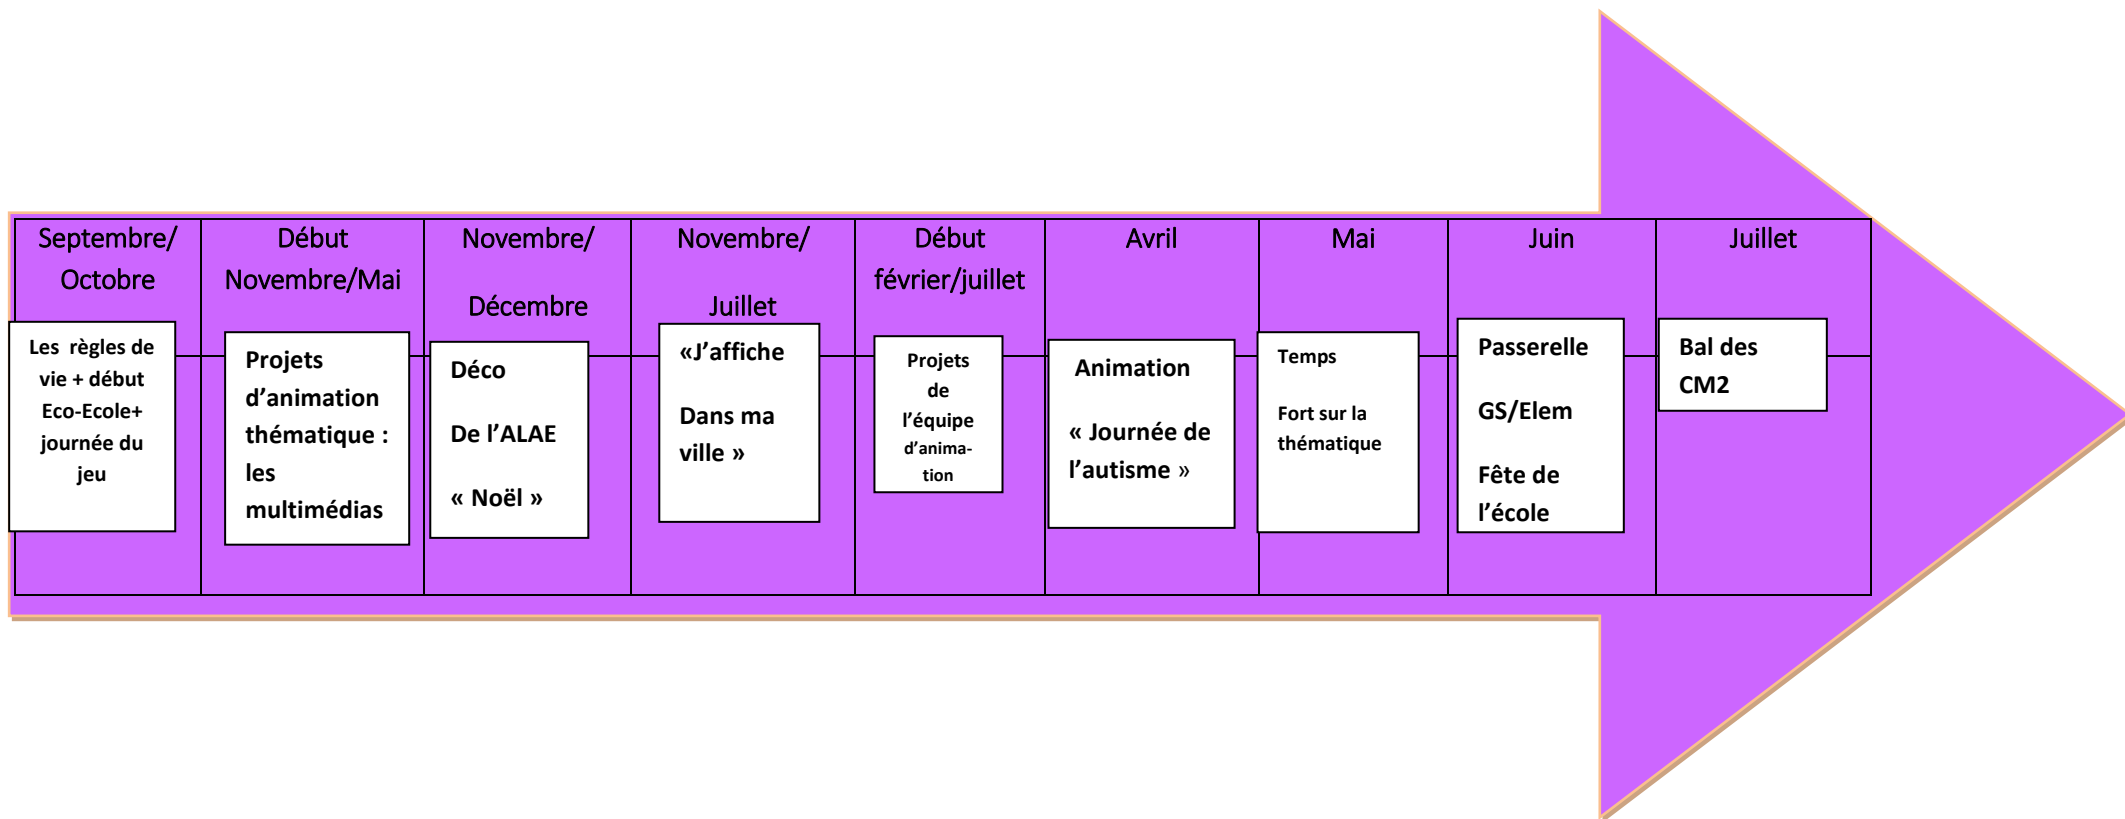 Septembre/
Octobre
Début
Novembre/Mai
Novembre/
Décembre
Novembre/
Juillet
Début
février/juillet
Avril
Mai
Juin
Juillet
Les règles de
vie + début
Eco-Ecole+
journée du
jeu
Projets
d’animation
thématique :
les
multimédias
Déco
De l’ALAE
« Noël »
«J’affiche
Dans ma
ville »
Projets
de
l’équipe
d’anima-
tion
Animation
« Journée de
l’autisme »
Temps
Fort sur la
thématique
Passerelle
GS/Elem
Fête de
l’école
Bal des
CM2